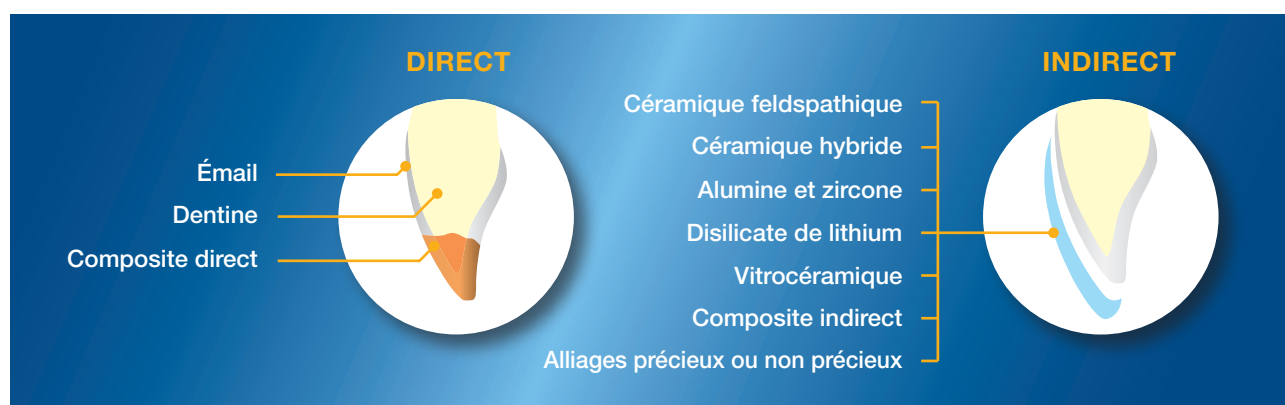 DIRECT
Émail
Dentine
Composite direct
INDIRECT
Céramique feldspathique
Céramique hybride
Alumine et zircone
Disilicate de lithium
Vitrocéramique
Composite indirect
Alliages précieux ou non précieux